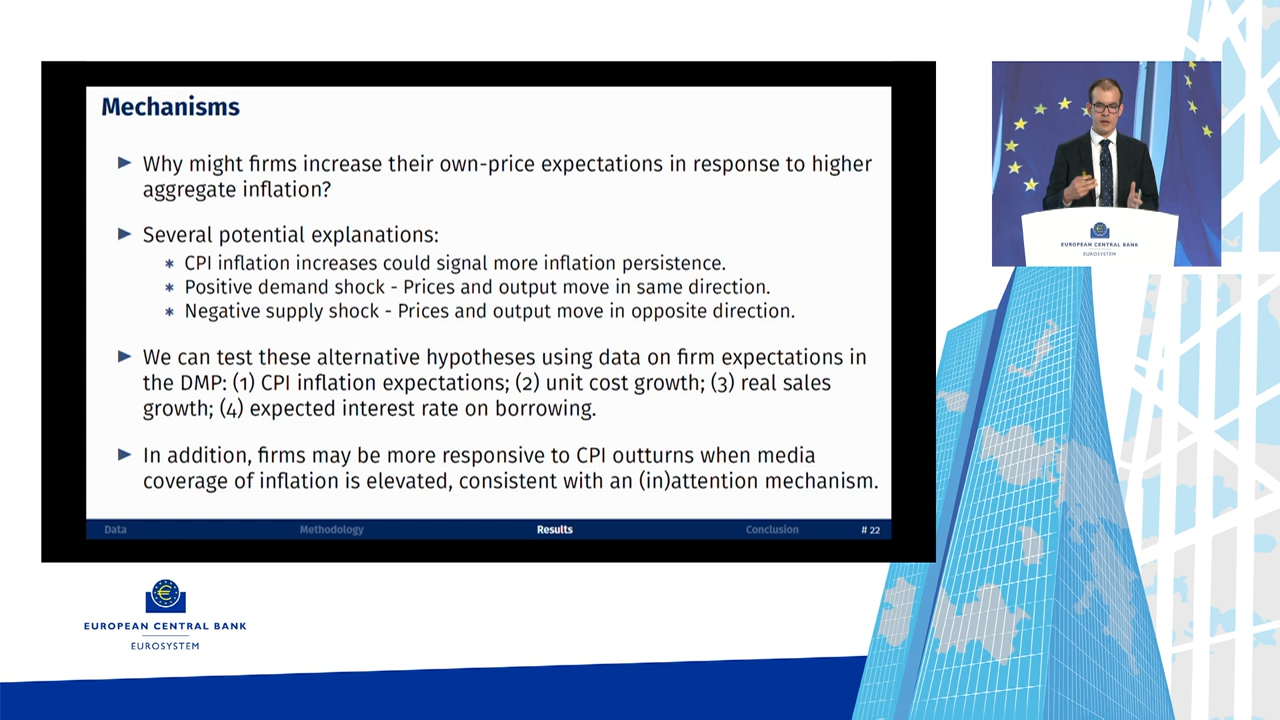 Mechanisms
▶ Why might firms increase their own-price expectations in response to higher
aggregate inflation?
▶ Several potential explanations:
* CPI inflation increases could signal more inflation persistence.
* Positive demand shock - Prices and output move in same direction.
* Negative supply shock - Prices and output move in opposite direction.
▶ We can test these alternative hypotheses using data on firm expectations in
the DMP: (1) CPI inflation expectations; (2) unit cost growth; (3) real sales
growth; (4) expected interest rate on borrowing.
▶ In addition, firms may be more responsive to CPI outturns when media
coverage of inflation is elevated, consistent with an (in)attention mechanism.
Data Methodology Results Conclusion # 22
EUROPEAN CENTRAL BANK
EUROSYSTEM
EUROPEAN CENTRAL BANK
EUROSYSTEM